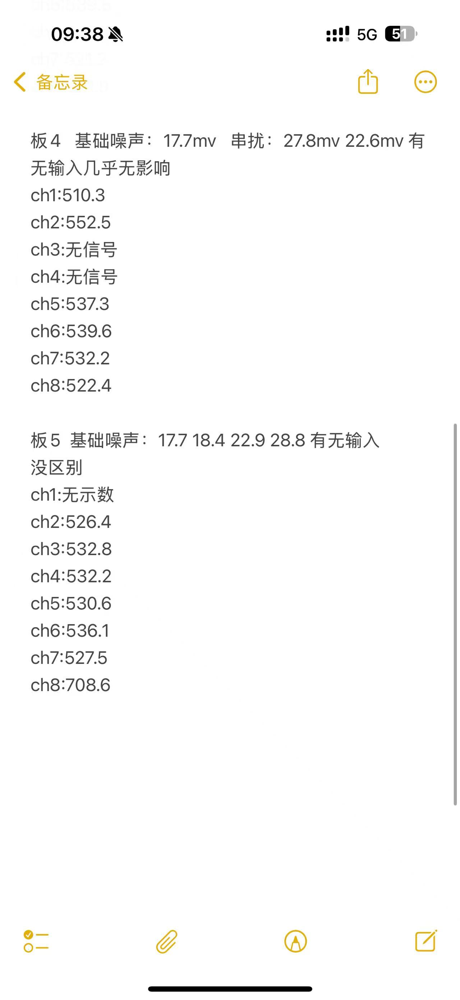 09:38
5G
51
备忘录
板4 基础噪声：17.7mv 串扰：27.8mv 22.6mv 有
无输入几乎无影响
ch1:510.3
ch2:552.5
ch3:无信号
ch4:无信号
ch5:537.3
ch6:539.6
ch7:532.2
ch8:522.4
板5 基础噪声：17.7 18.4 22.9 28.8 有无输入
没区别
ch1:无示数
ch2:526.4
ch3:532.8
ch4:532.2
ch5:530.6
ch6:536.1
ch7:527.5
ch8:708.6